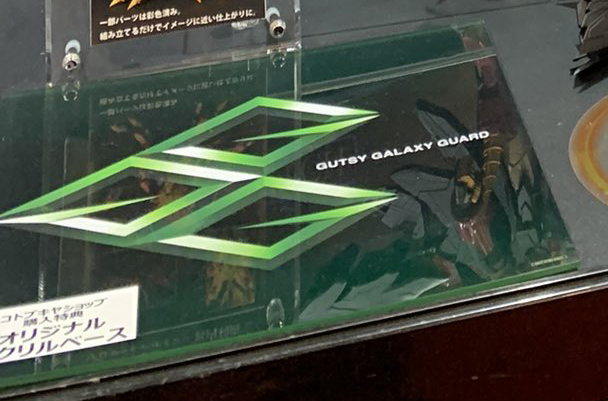 一部パーツは彩色済み。
組み立てるだけでイメージに近い仕上がりに。
GUTSY GALAXY GUARD
コトブキヤショップ
購入特典
オリジナル
クリルベース